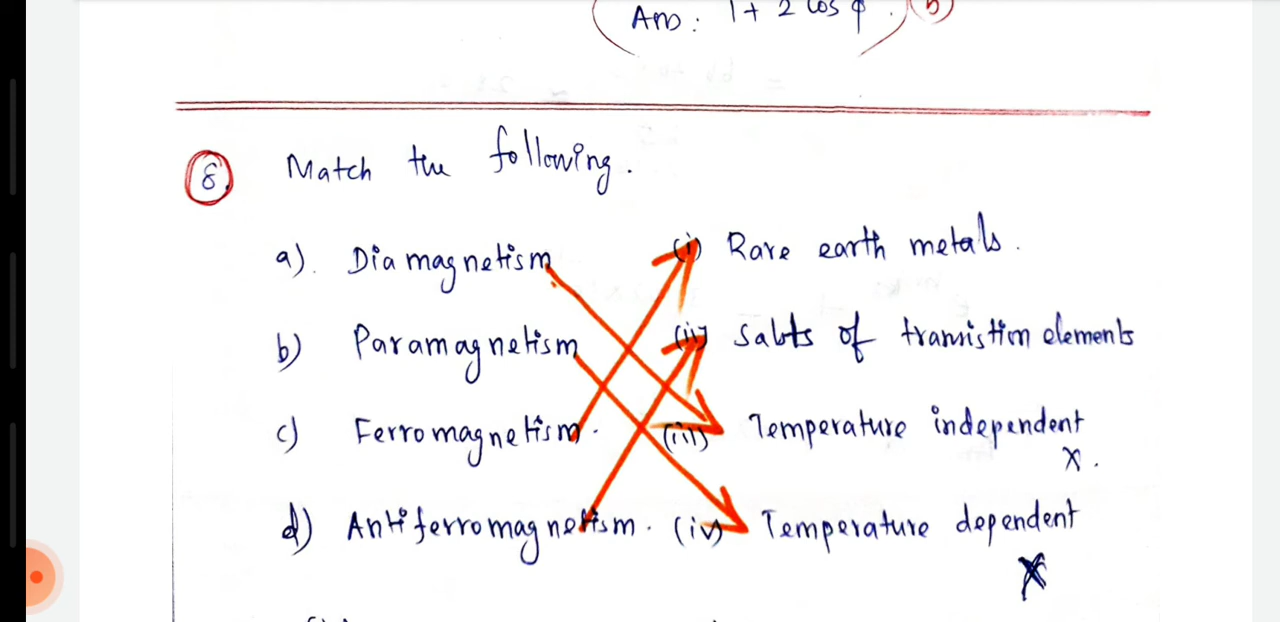 Ans: 1 + 2 cos φ. b
8. Match the following.
a). Diamagnetism (i) Rare earth metals.
b) Paramagnetism (ii) Salts of transistion elements
c) Ferromagnetism. (iii) Temperature independent x.
d) Antiferromagnetism. (iv) Temperature dependent x